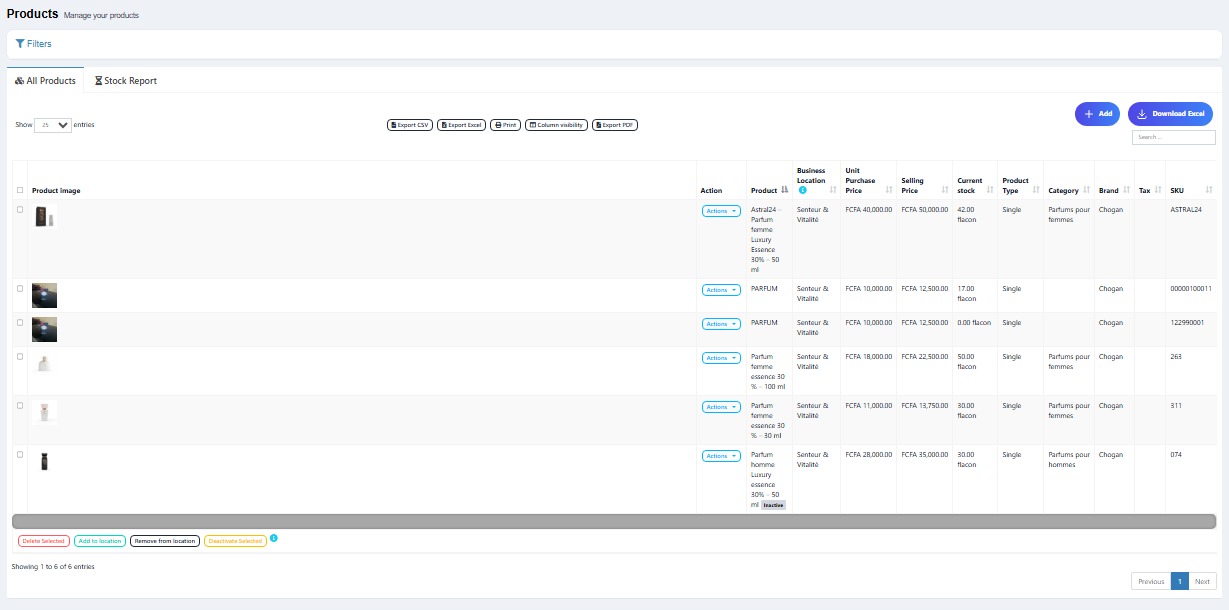 Products Manage your products
Filters
All Products Stock Report
Show 25 entries Export CSV Export Excel Print Column visibility Export PDF Add Download Excel
Search ...
Product image Action Product Business Location Unit Purchase Price Selling Price Current stock Product Type Category Brand Tax SKU
Actions Astral24 – Parfum femme Luxury Essence 30% – 50 ml Senteur & Vitalité FCFA 40,000.00 FCFA 50,000.00 42.00 flacon Single Parfums pour femmes Chogan ASTRAL24
Actions PARFUM Senteur & Vitalité FCFA 10,000.00 FCFA 12,500.00 17.00 flacon Single Chogan 00000100011
Actions PARFUM Senteur & Vitalité FCFA 10,000.00 FCFA 12,500.00 0.00 flacon Single Chogan 122990001
Actions Parfum femme essence 30 % – 100 ml Senteur & Vitalité FCFA 18,000.00 FCFA 22,500.00 50.00 flacon Single Parfums pour femmes Chogan 263
Actions Parfum femme essence 30 % – 30 ml Senteur & Vitalité FCFA 11,000.00 FCFA 13,750.00 30.00 flacon Single Parfums pour femmes Chogan 311
Actions Parfum homme Luxury essence 30% – 50 ml Inactive Senteur & Vitalité FCFA 28,000.00 FCFA 35,000.00 30.00 flacon Single Parfums pour hommes Chogan 074
Delete Selected Add to location Remove from location Deactivate Selected
Showing 1 to 6 of 6 entries
Previous 1 Next